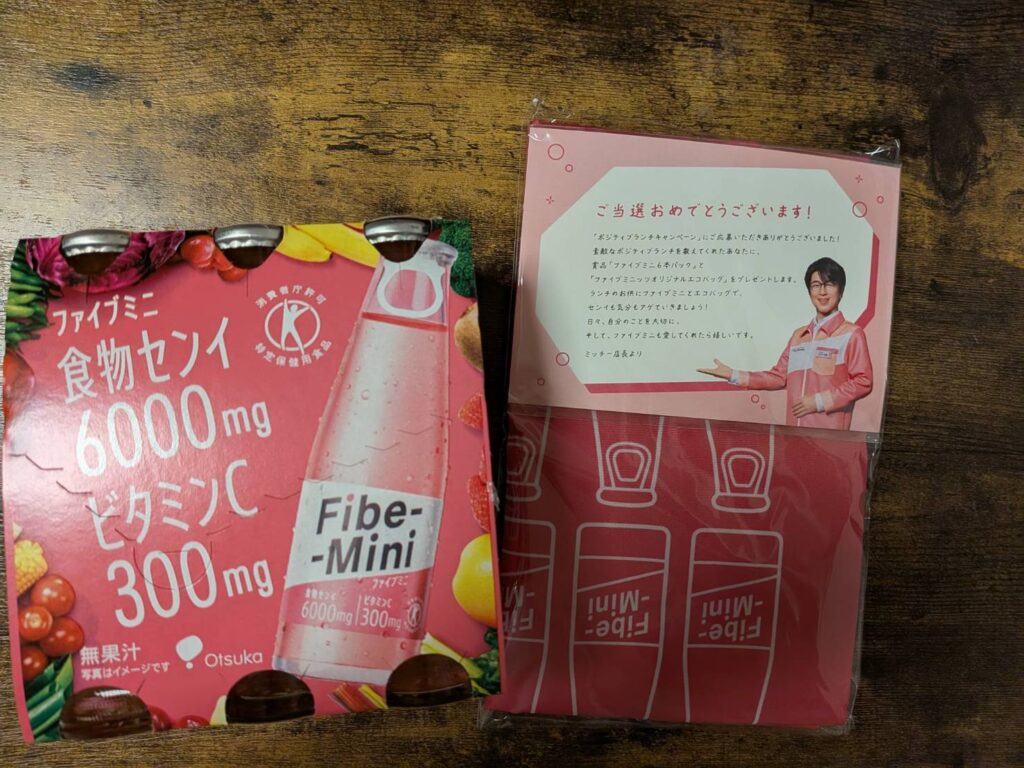 ファイブミニ
食物センイ
6000mg
ビタミンC
300mg
無果汁
写真はイメージです
Otsuka
消費者庁許可
特定保健用食品
Fibe-
-Mini
ファイブミニ
食物センイ
6000mg
ビタミンC
300mg
ご当選おめでとうございます!
「ポジティブランチキャンペーン」にご応募いただきありがとうございました!
素敵なポジティブランチを教えてくれたあなたに、
賞品「ファイブミニ6本パック」と
「ファイブミニッツオリジナルエコバッグ」をプレゼントします。
ランチのお供にファイブミニとエコバッグで、
センイも気分もアゲていきましょう!
日々、自分のことを大切に、
そして、ファイブミニも愛してくれたら嬉しいです。
ミッチー店長より
Fibe-
-Mini
Fibe-
-Mini
Fibe-
-Mini